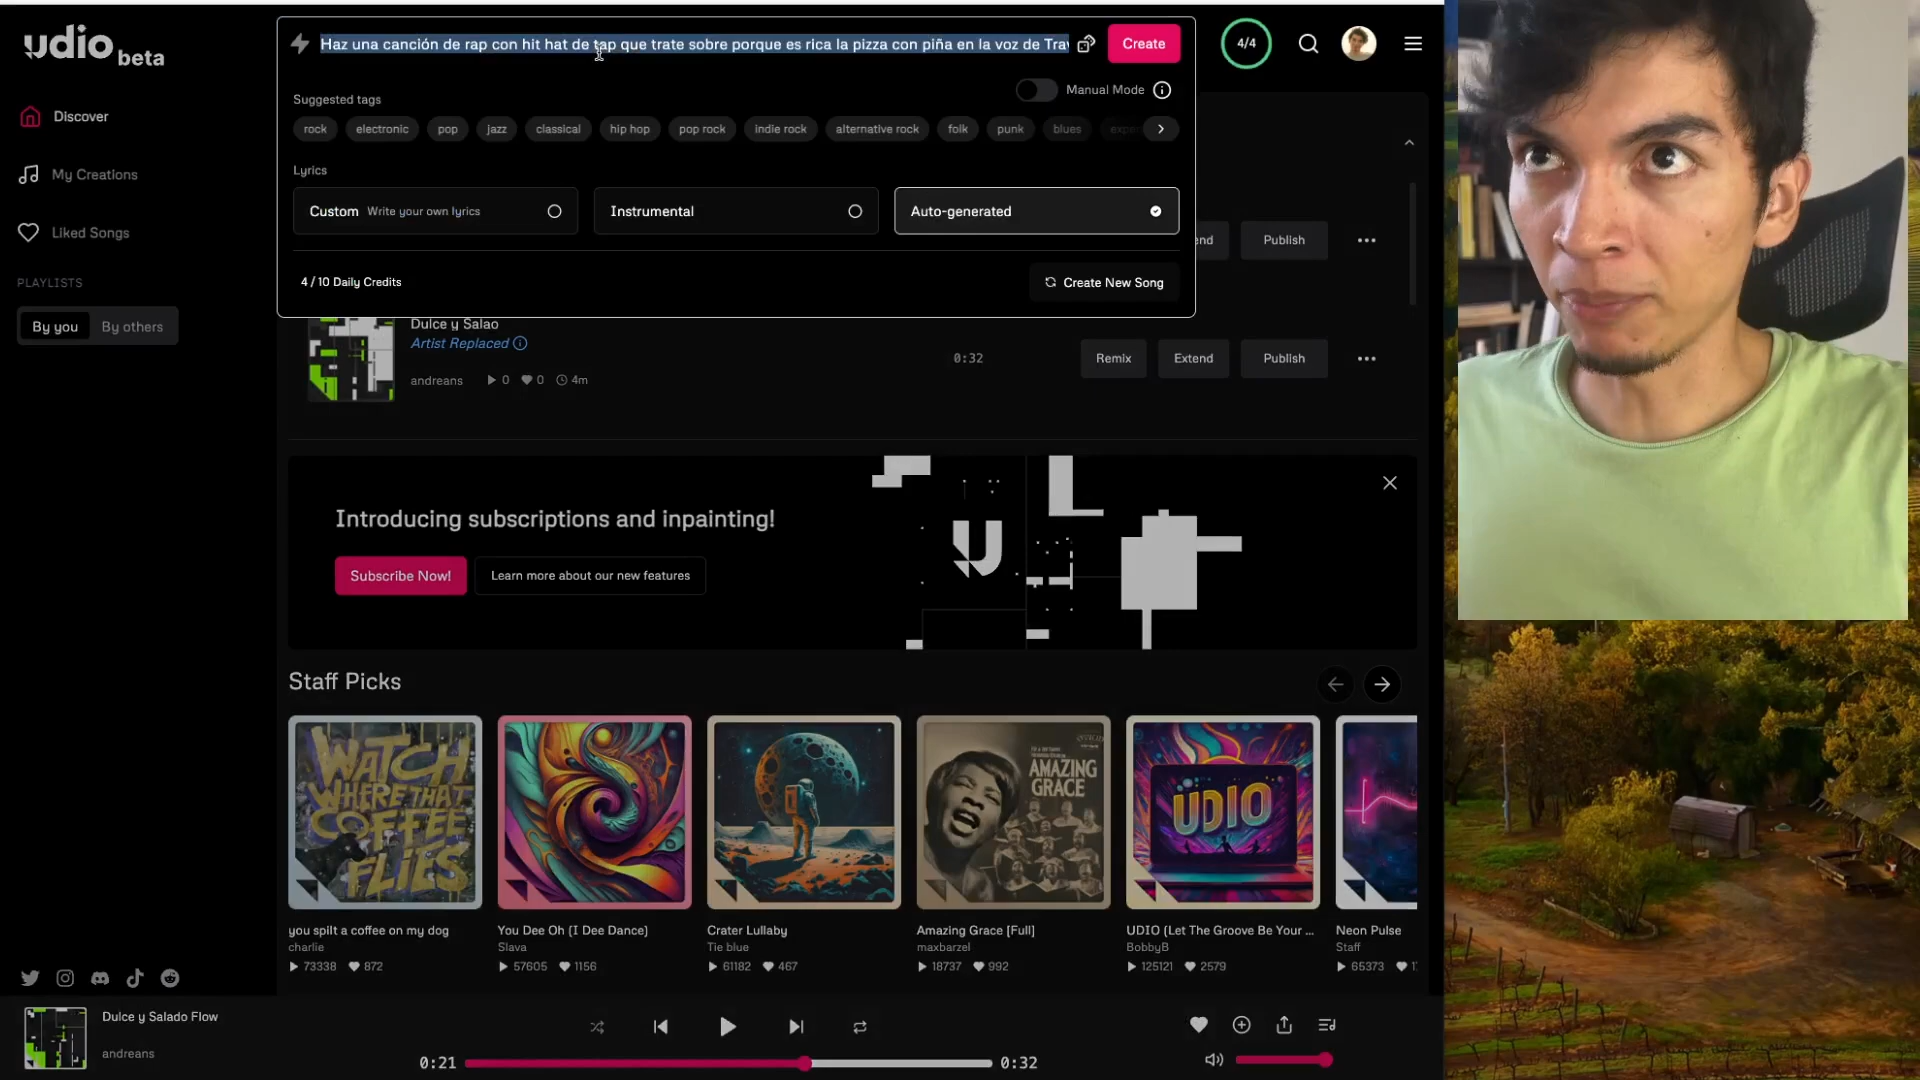 udio beta
Haz una canción de rap con hit hat de tap que trate sobre porque es rica la pizza con piña en la voz de Tra
Create
4/4
Discover
My Creations
Liked Songs
PLAYLISTS
By you
By others
Manual Mode
Suggested tags
rock
electronic
pop
jazz
classical
hip hop
pop rock
indie rock
alternative rock
folk
punk
blues
Lyrics
Custom Write your own lyrics
Instrumental
Auto-generated
4 / 10 Daily Credits
Create New Song
Publish
Dulce y Salao
Artist Replaced
andreans
0
0
4m
0:32
Remix
Extend
Publish
Introducing subscriptions and inpainting!
Subscribe Now!
Learn more about our new features
Staff Picks
WATCH
WHERE THAT
COFFEE
FLIES
AMAZING
GRACE
UDIO
you spilt a coffee on my dog
charlie
73338 872
You Dee Oh (I Dee Dance)
Slava
57605 1156
Crater Lullaby
Tie blue
61182 467
Amazing Grace [Full]
maxbarzel
18737 992
UDIO (Let The Groove Be Your ...
BobbyB
125121 2579
Neon Pulse
Staff
65373
Dulce y Salado Flow
andreans
0:21
0:32